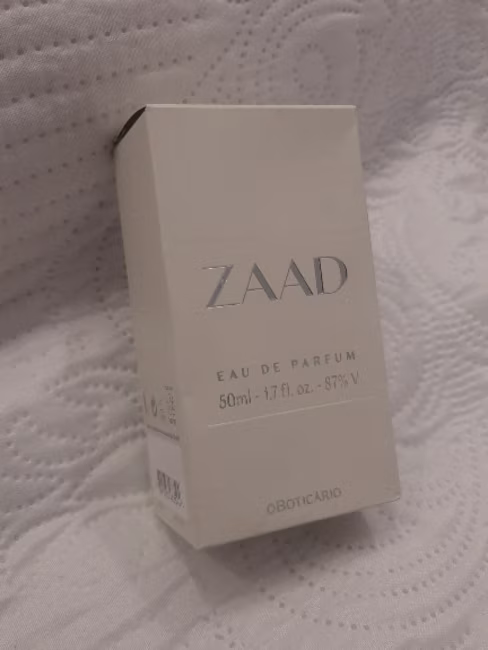 ZAAD
EAU DE PARFUM
50ml - 1.7 fl. oz. - 87% V
OBOTICÁRIO